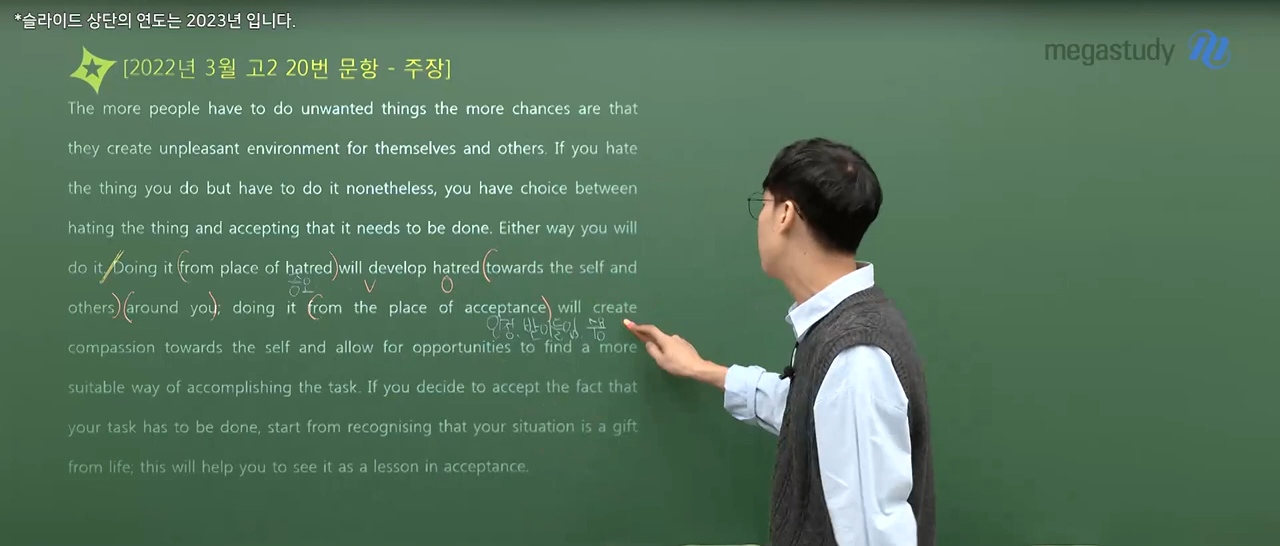 *슬라이드 상단의 연도는 2023년 입니다.
megastudy
[2022년 3월 고2 20번 문항 - 주장]
The more people have to do unwanted things the more chances are that
they create unpleasant environment for themselves and others. If you hate
the thing you do but have to do it nonetheless, you have choice between
hating the thing and accepting that it needs to be done. Either way you will
do it. Doing it (from place of hatred) will develop hatred (towards the self and
증오 V O
others) (around you); doing it (from the place of acceptance) will create
인정, 받아들임, 수용
compassion towards the self and allow for opportunities to find a more
suitable way of accomplishing the task. If you decide to accept the fact that
your task has to be done, start from recognising that your situation is a gift
from life; this will help you to see it as a lesson in acceptance.